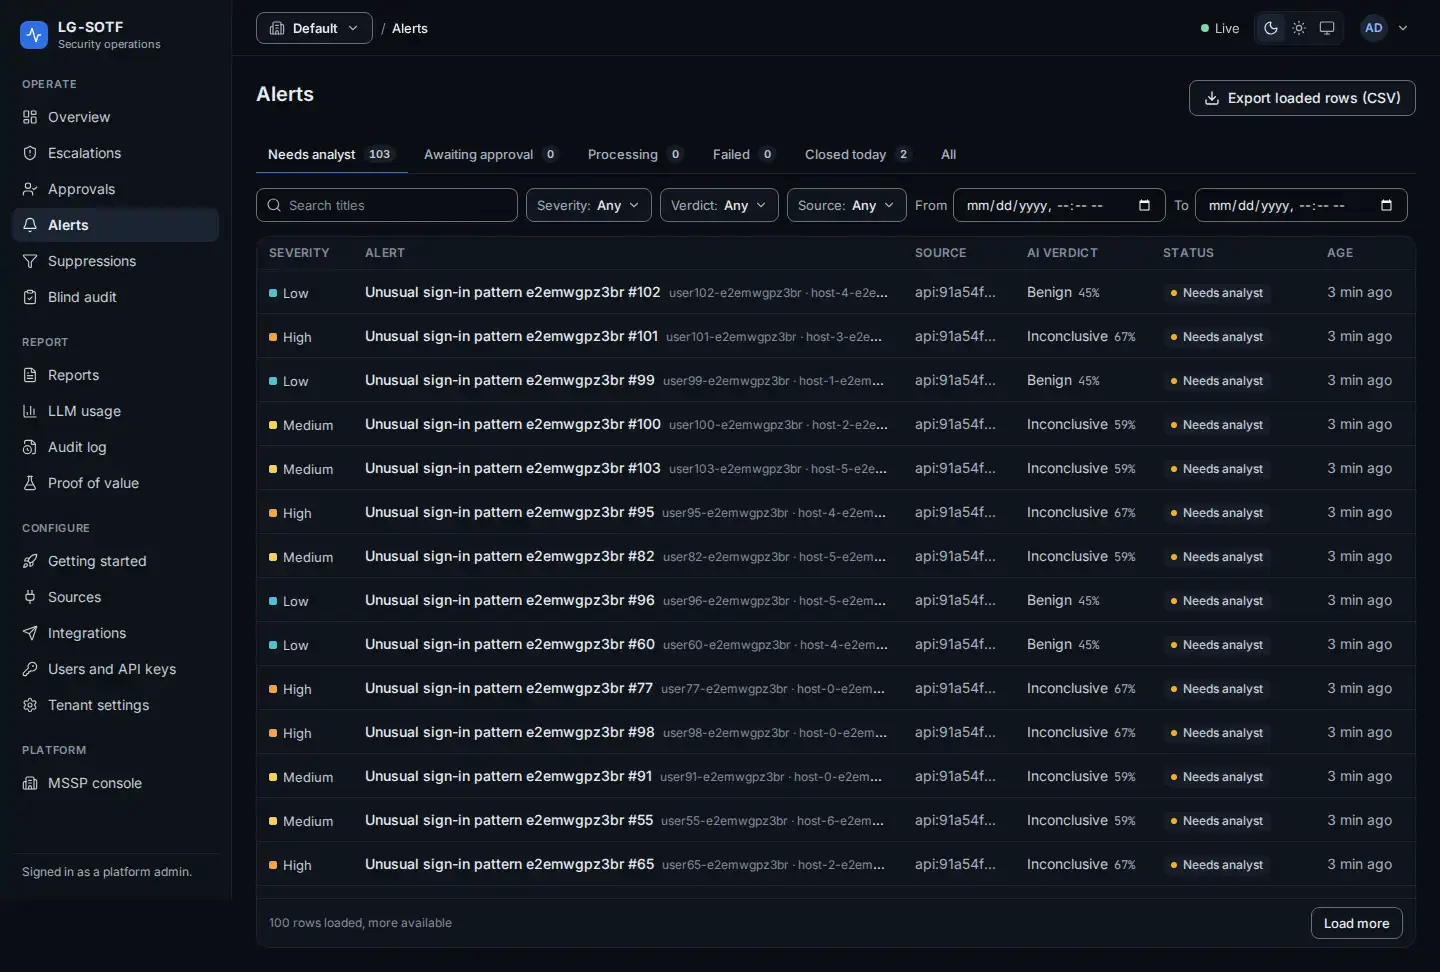 LG-SOTF
Security operations
OPERATE
Overview
Escalations
Approvals
Alerts
Suppressions
Blind audit
REPORT
Reports
LLM usage
Audit log
Proof of value
CONFIGURE
Getting started
Sources
Integrations
Users and API keys
Tenant settings
PLATFORM
MSSP console
Signed in as a platform admin.
Default / Alerts
Live AD
Alerts
Export loaded rows (CSV)
Needs analyst 103 Awaiting approval 0 Processing 0 Failed 0 Closed today 2 All
Search titles Severity: Any Verdict: Any Source: Any From mm/dd/yyyy, --:-- -- To mm/dd/yyyy, --:-- --
SEVERITY ALERT SOURCE AI VERDICT STATUS AGE
Low Unusual sign-in pattern e2emwgpz3br #102 user102-e2emwgpz3br · host-4-e2e... api:91a54f... Benign 45% Needs analyst 3 min ago
High Unusual sign-in pattern e2emwgpz3br #101 user101-e2emwgpz3br · host-3-e2e... api:91a54f... Inconclusive 67% Needs analyst 3 min ago
Low Unusual sign-in pattern e2emwgpz3br #99 user99-e2emwgpz3br · host-1-e2em... api:91a54f... Benign 45% Needs analyst 3 min ago
Medium Unusual sign-in pattern e2emwgpz3br #100 user100-e2emwgpz3br · host-2-e2e... api:91a54f... Inconclusive 59% Needs analyst 3 min ago
Medium Unusual sign-in pattern e2emwgpz3br #103 user103-e2emwgpz3br · host-5-e2e... api:91a54f... Inconclusive 59% Needs analyst 3 min ago
High Unusual sign-in pattern e2emwgpz3br #95 user95-e2emwgpz3br · host-4-e2em... api:91a54f... Inconclusive 67% Needs analyst 3 min ago
Medium Unusual sign-in pattern e2emwgpz3br #82 user82-e2emwgpz3br · host-5-e2em... api:91a54f... Inconclusive 59% Needs analyst 3 min ago
Low Unusual sign-in pattern e2emwgpz3br #96 user96-e2emwgpz3br · host-5-e2em... api:91a54f... Benign 45% Needs analyst 3 min ago
Low Unusual sign-in pattern e2emwgpz3br #60 user60-e2emwgpz3br · host-4-e2em... api:91a54f... Benign 45% Needs analyst 3 min ago
High Unusual sign-in pattern e2emwgpz3br #77 user77-e2emwgpz3br · host-0-e2em... api:91a54f... Inconclusive 67% Needs analyst 3 min ago
High Unusual sign-in pattern e2emwgpz3br #98 user98-e2emwgpz3br · host-0-e2em... api:91a54f... Inconclusive 67% Needs analyst 3 min ago
Medium Unusual sign-in pattern e2emwgpz3br #91 user91-e2emwgpz3br · host-0-e2em... api:91a54f... Inconclusive 59% Needs analyst 3 min ago
Medium Unusual sign-in pattern e2emwgpz3br #55 user55-e2emwgpz3br · host-6-e2em... api:91a54f... Inconclusive 59% Needs analyst 3 min ago
High Unusual sign-in pattern e2emwgpz3br #65 user65-e2emwgpz3br · host-2-e2em... api:91a54f... Inconclusive 67% Needs analyst 3 min ago
100 rows loaded, more available Load more